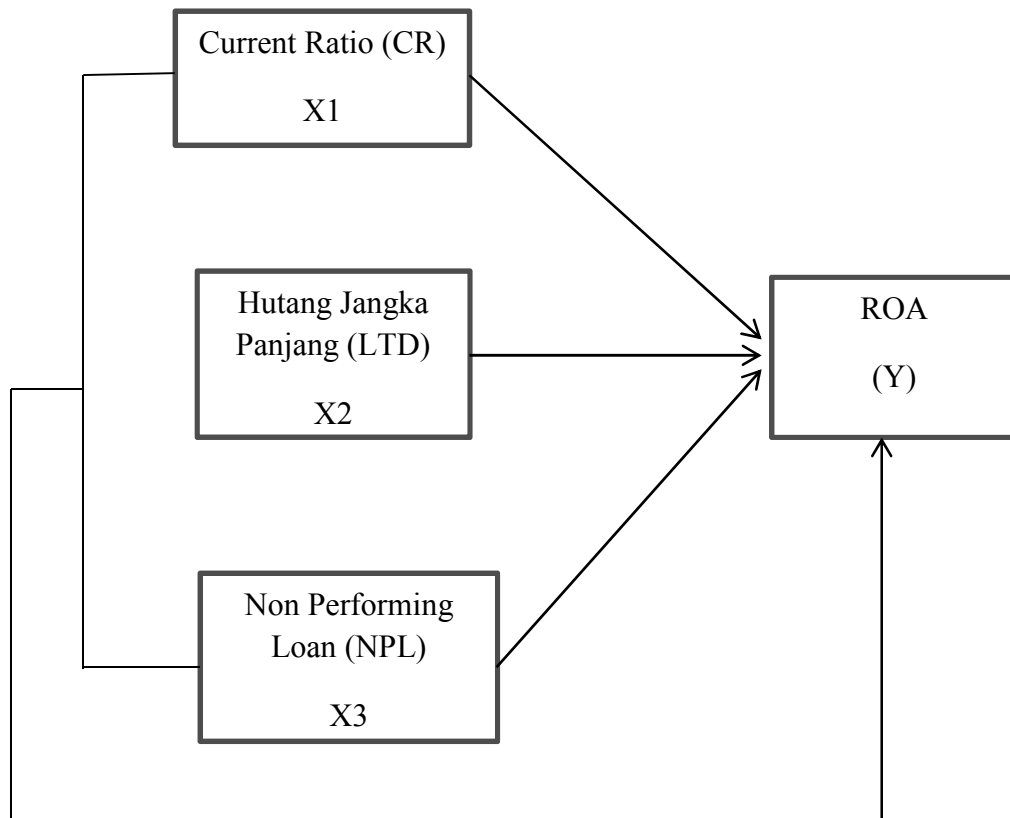 Current Ratio (CR)
X1
Hutang Jangka
Panjang (LTD)
X2
Non Performing
Loan (NPL)
X3
ROA
(Y)